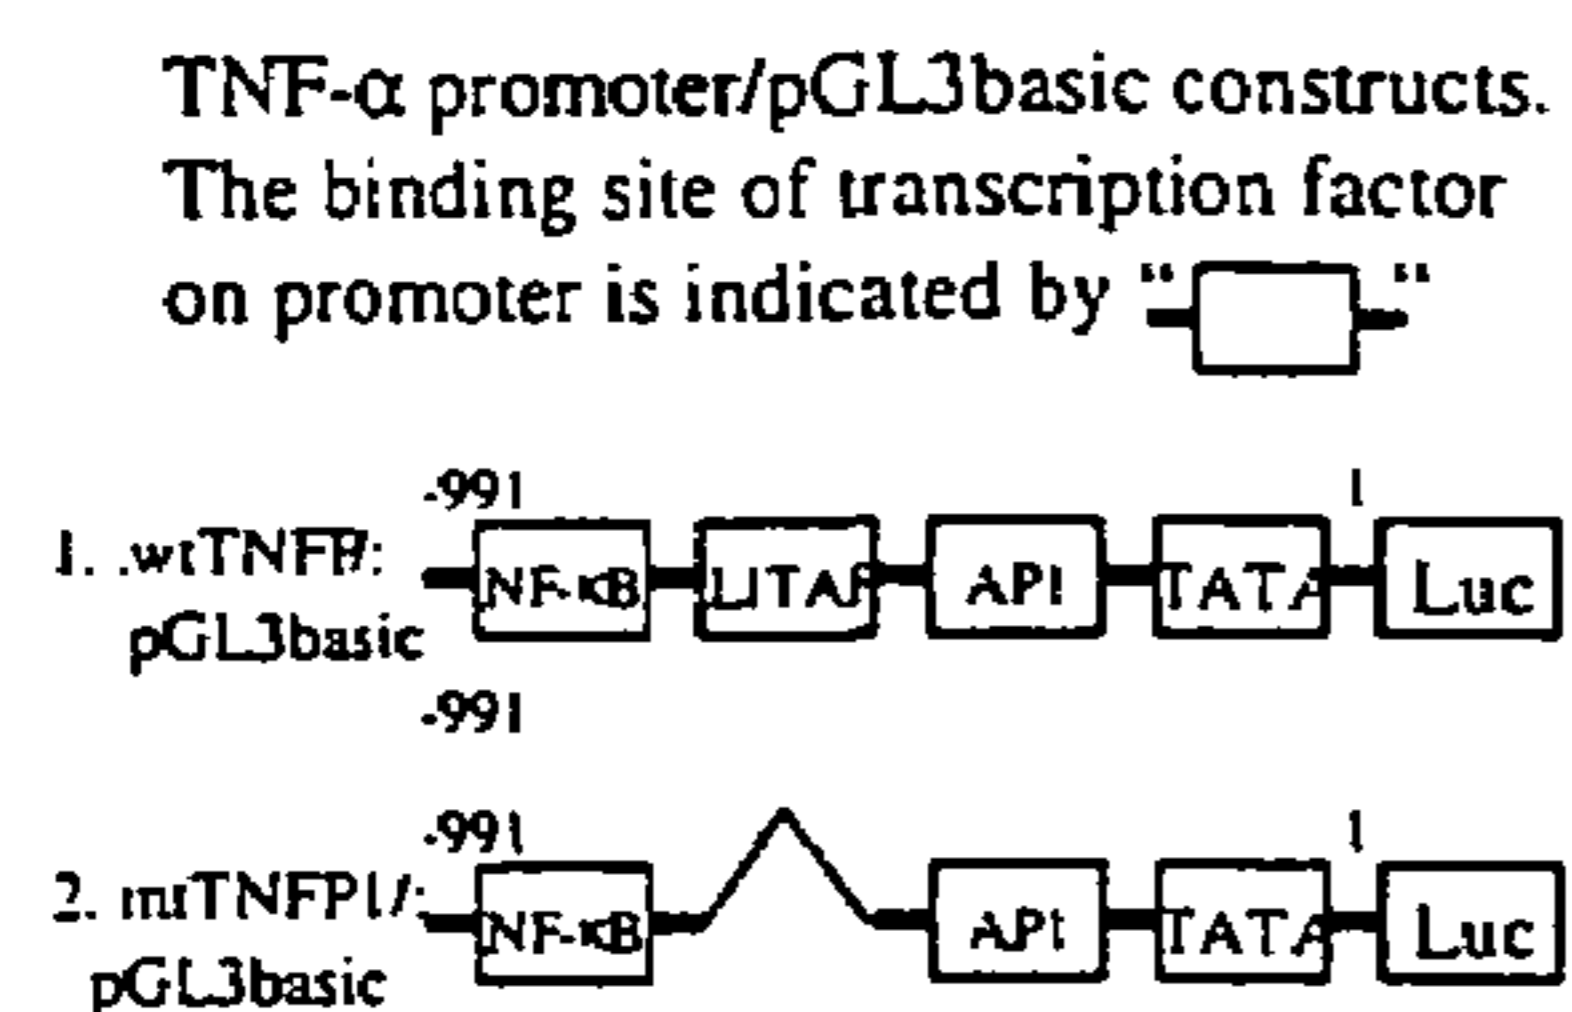 TNF-α promoter/pGL3basic constructs.
The binding site of transcription factor
on promoter is indicated by “ “
-991 1
1. .wtTNFP/: NF-κB LITAF AP1 TATA Luc
pGL3basic
-991
-991 1
2. mtTNFP1/: NF-κB AP1 TATA Luc
pGL3basic